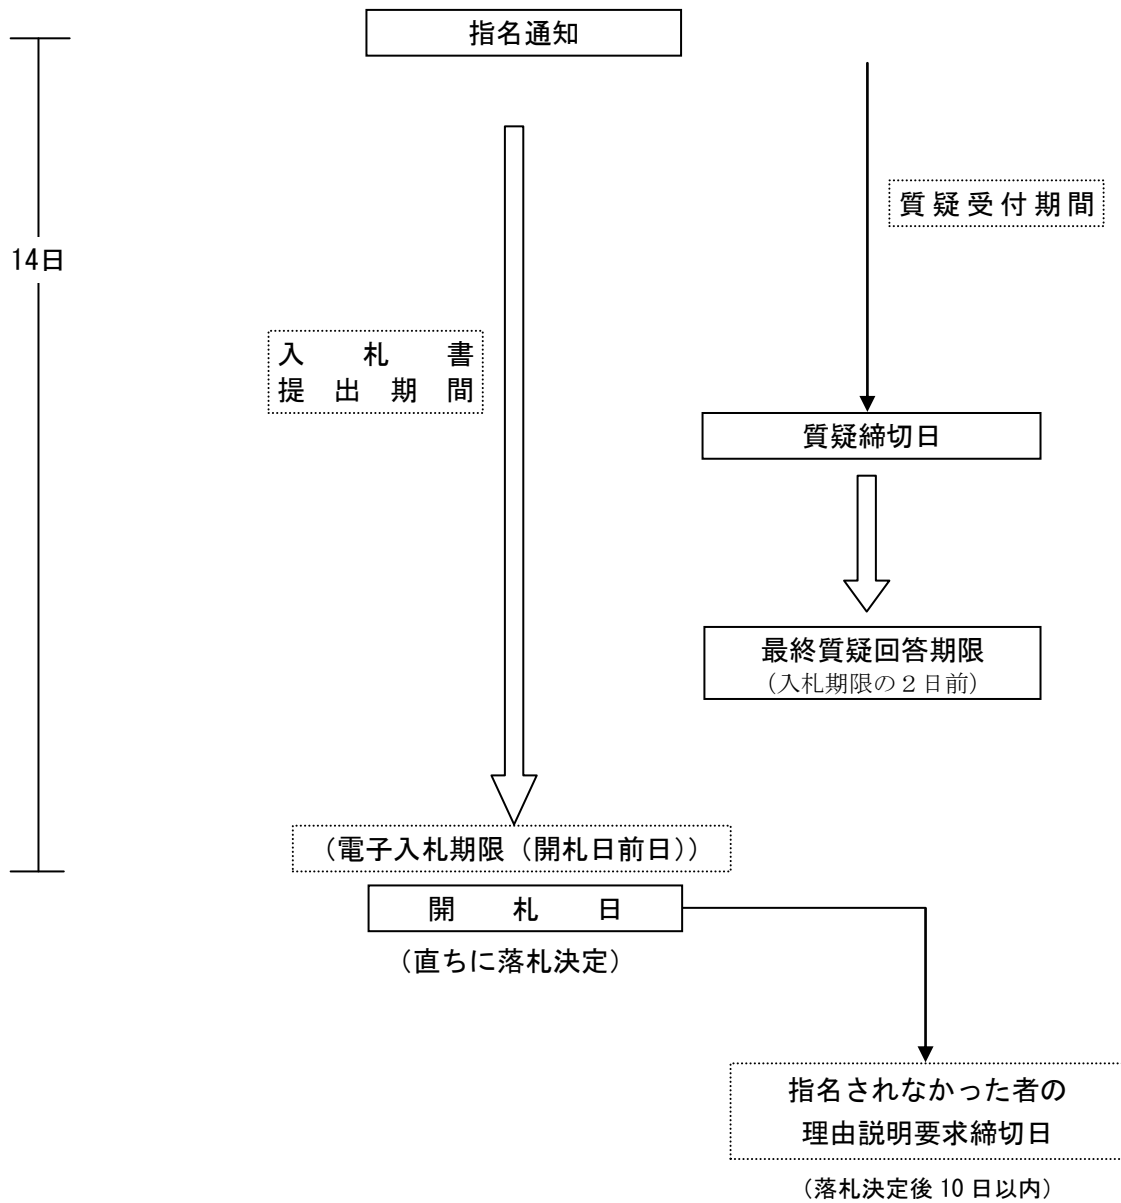 指名通知
質疑受付期間
14日
入札書
提出期間
質疑締切日
最終質疑回答期限
(入札期限の2日前)
(電子入札期限(開札日前日))
開札日
(直ちに落札決定)
指名されなかった者の
理由説明要求締切日
(落札決定後10日以内)